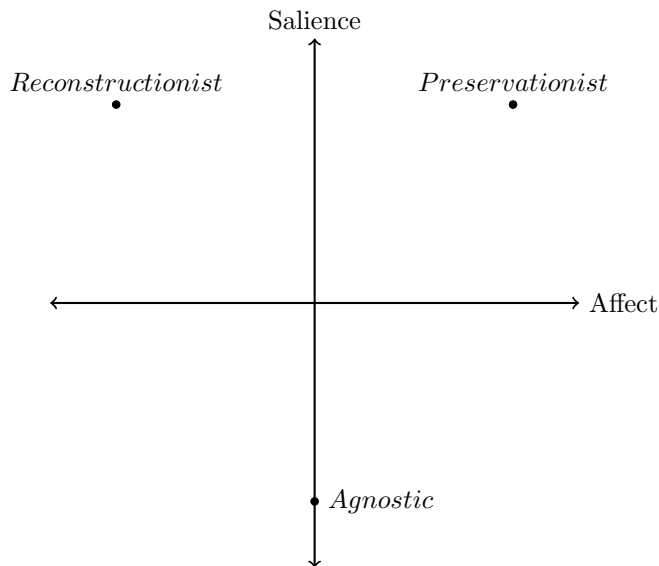 Salience
Reconstructionist
Preservationist
Affect
Agnostic